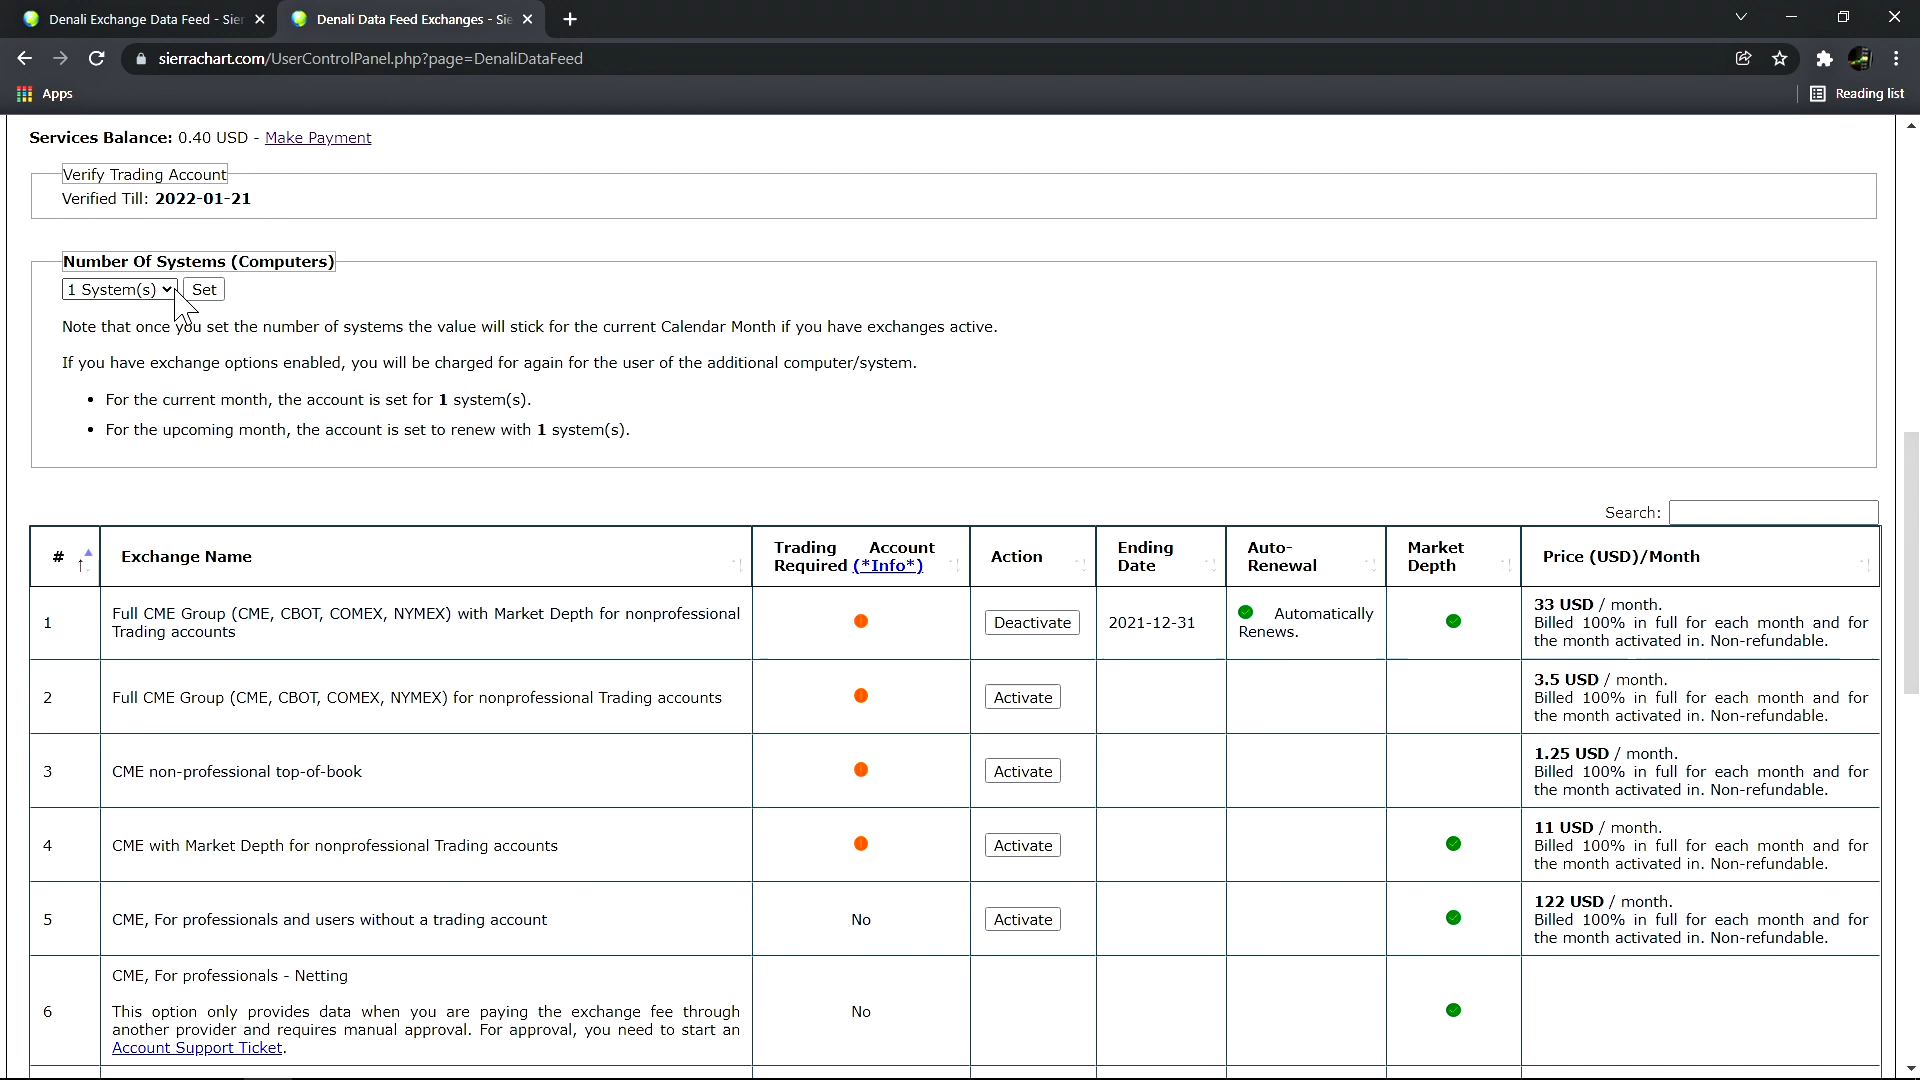 Denali Exchange Data Feed - Sier
Denali Data Feed Exchanges - Sie
sierrachart.com/UserControlPanel.php?page=DenaliDataFeed
Apps
Reading list
Services Balance: 0.40 USD - Make Payment
Verify Trading Account
Verified Till: 2022-01-21
Number Of Systems (Computers)
1 System(s) Set
Note that once you set the number of systems the value will stick for the current Calendar Month if you have exchanges active.
If you have exchange options enabled, you will be charged for again for the user of the additional computer/system.
• For the current month, the account is set for 1 system(s).
• For the upcoming month, the account is set to renew with 1 system(s).
Search:
# Exchange Name
Trading Account
Required (*Info*)
Action
Ending
Date
Auto-
Renewal
Market
Depth
Price (USD)/Month
1
Full CME Group (CME, CBOT, COMEX, NYMEX) with Market Depth for nonprofessional
Trading accounts
Deactivate
2021-12-31
Automatically
Renews.
33 USD / month.
Billed 100% in full for each month and for
the month activated in. Non-refundable.
2
Full CME Group (CME, CBOT, COMEX, NYMEX) for nonprofessional Trading accounts
Activate
3.5 USD / month.
Billed 100% in full for each month and for
the month activated in. Non-refundable.
3
CME non-professional top-of-book
Activate
1.25 USD / month.
Billed 100% in full for each month and for
the month activated in. Non-refundable.
4
CME with Market Depth for nonprofessional Trading accounts
Activate
11 USD / month.
Billed 100% in full for each month and for
the month activated in. Non-refundable.
5
CME, For professionals and users without a trading account
No
Activate
122 USD / month.
Billed 100% in full for each month and for
the month activated in. Non-refundable.
6
CME, For professionals - Netting
This option only provides data when you are paying the exchange fee through
another provider and requires manual approval. For approval, you need to start an
Account Support Ticket.
No